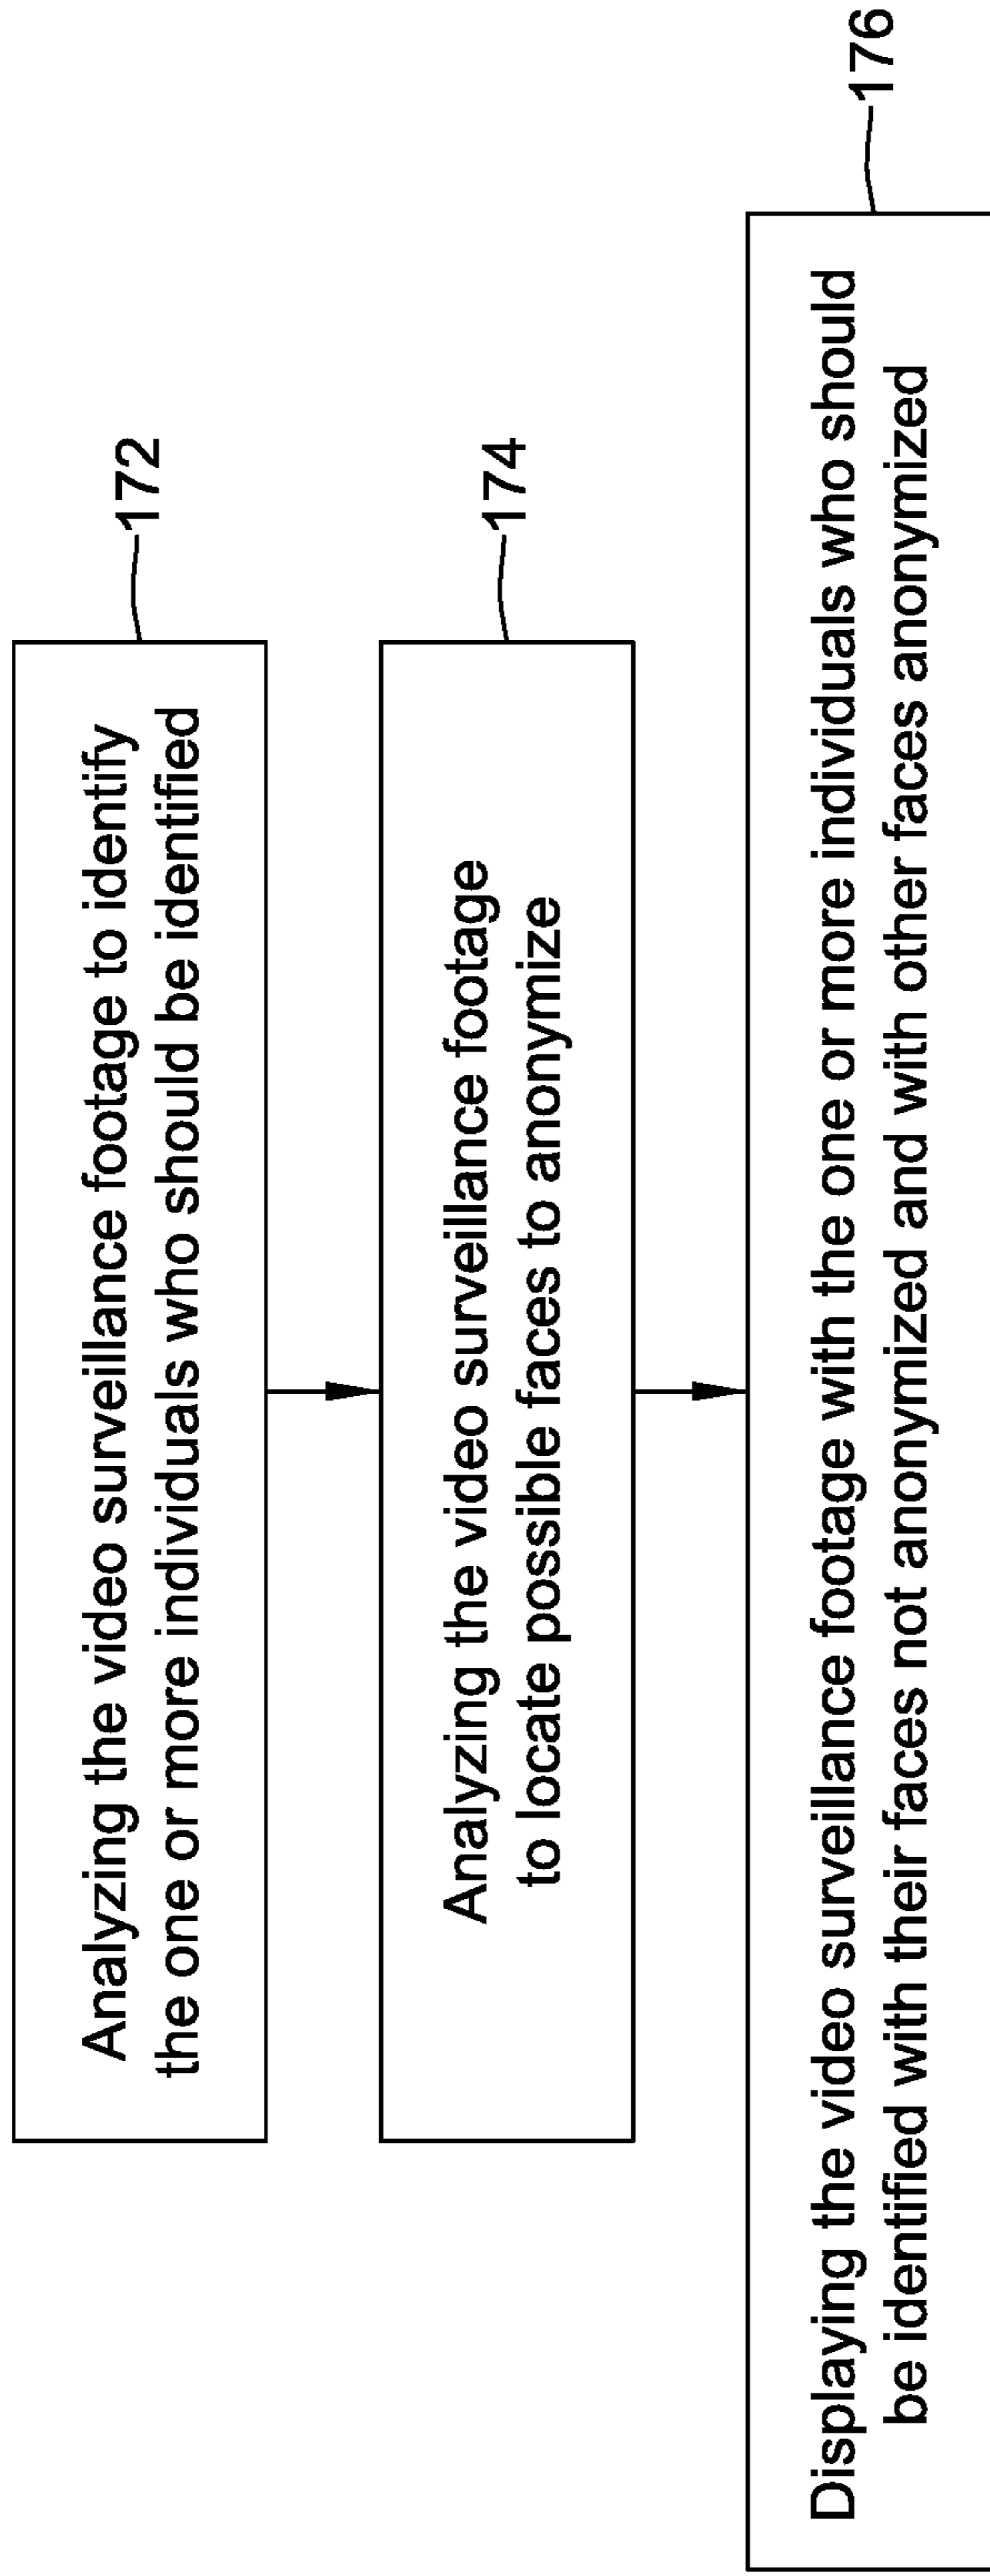 Analyzing the video surveillance footage to identify
the one or more individuals who should be identified
172
Analyzing the video surveillance footage
to locate possible faces to anonymize
174
Displaying the video surveillance footage with the one or more individuals who should
be identified with their faces not anonymized and with other faces anonymized
176